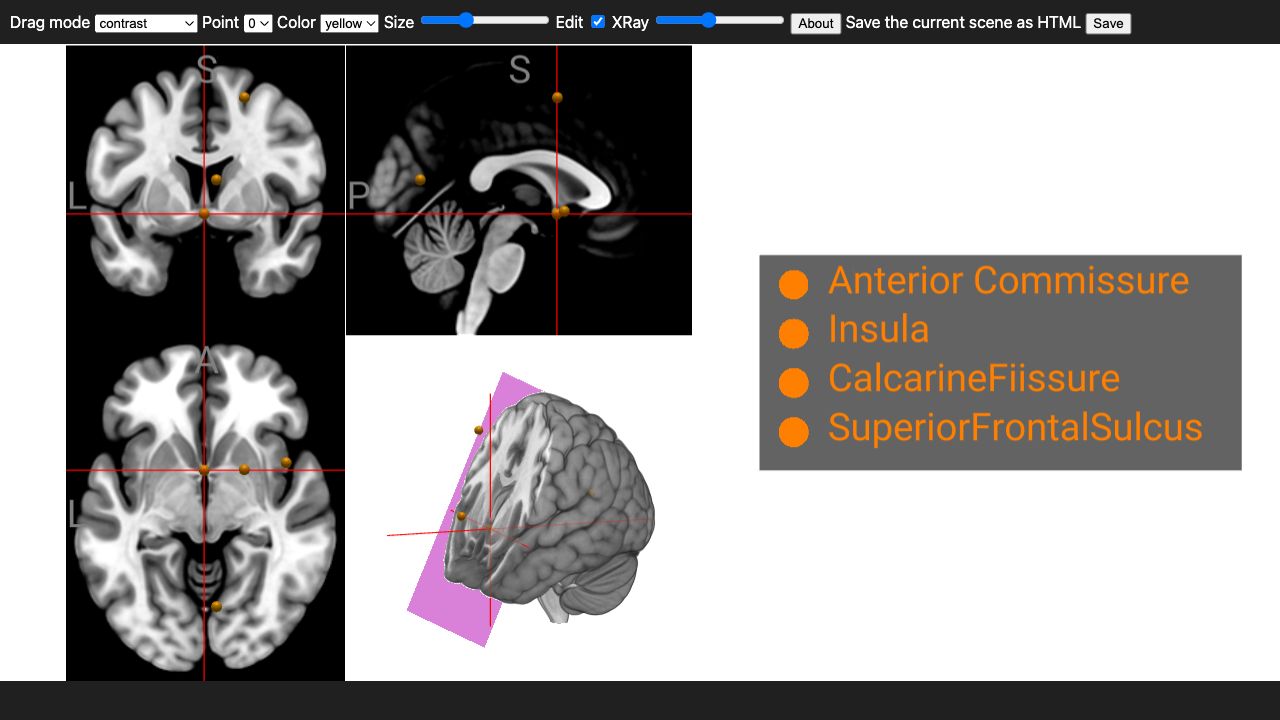 Drag mode contrast Point 0 Color yellow Size Edit XRay About Save the current scene as HTML Save
S
S
L
P
A
L
Anterior Commissure
Insula
CalcarineFiissure
SuperiorFrontalSulcus